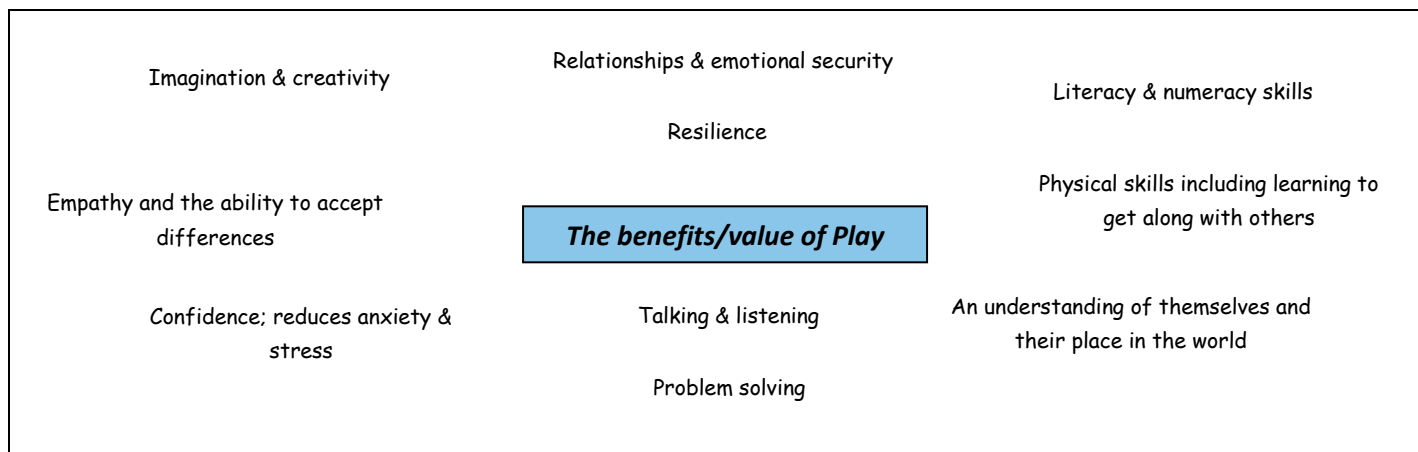 Relationships & emotional security
Imagination & creativity
Literacy & numeracy skills
Resilience
Physical skills including learning to
get along with others
Empathy and the ability to accept
differences
The benefits/value of Play
An understanding of themselves and
their place in the world
Confidence; reduces anxiety &
stress
Talking & listening
Problem solving